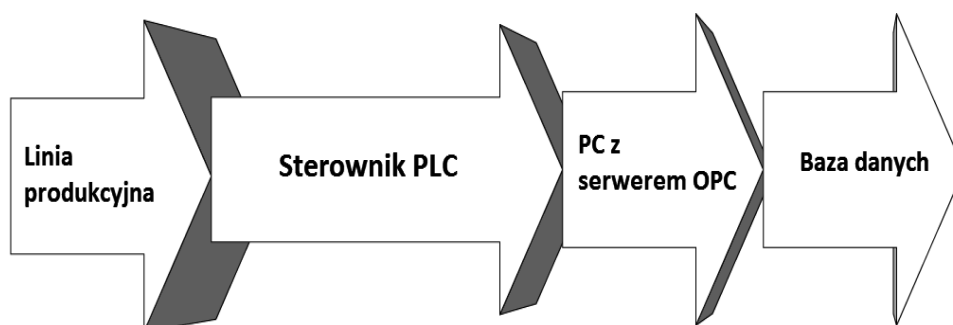 Linia
produkcyjna
Sterownik PLC
PC z
serwerem OPC
Baza danych